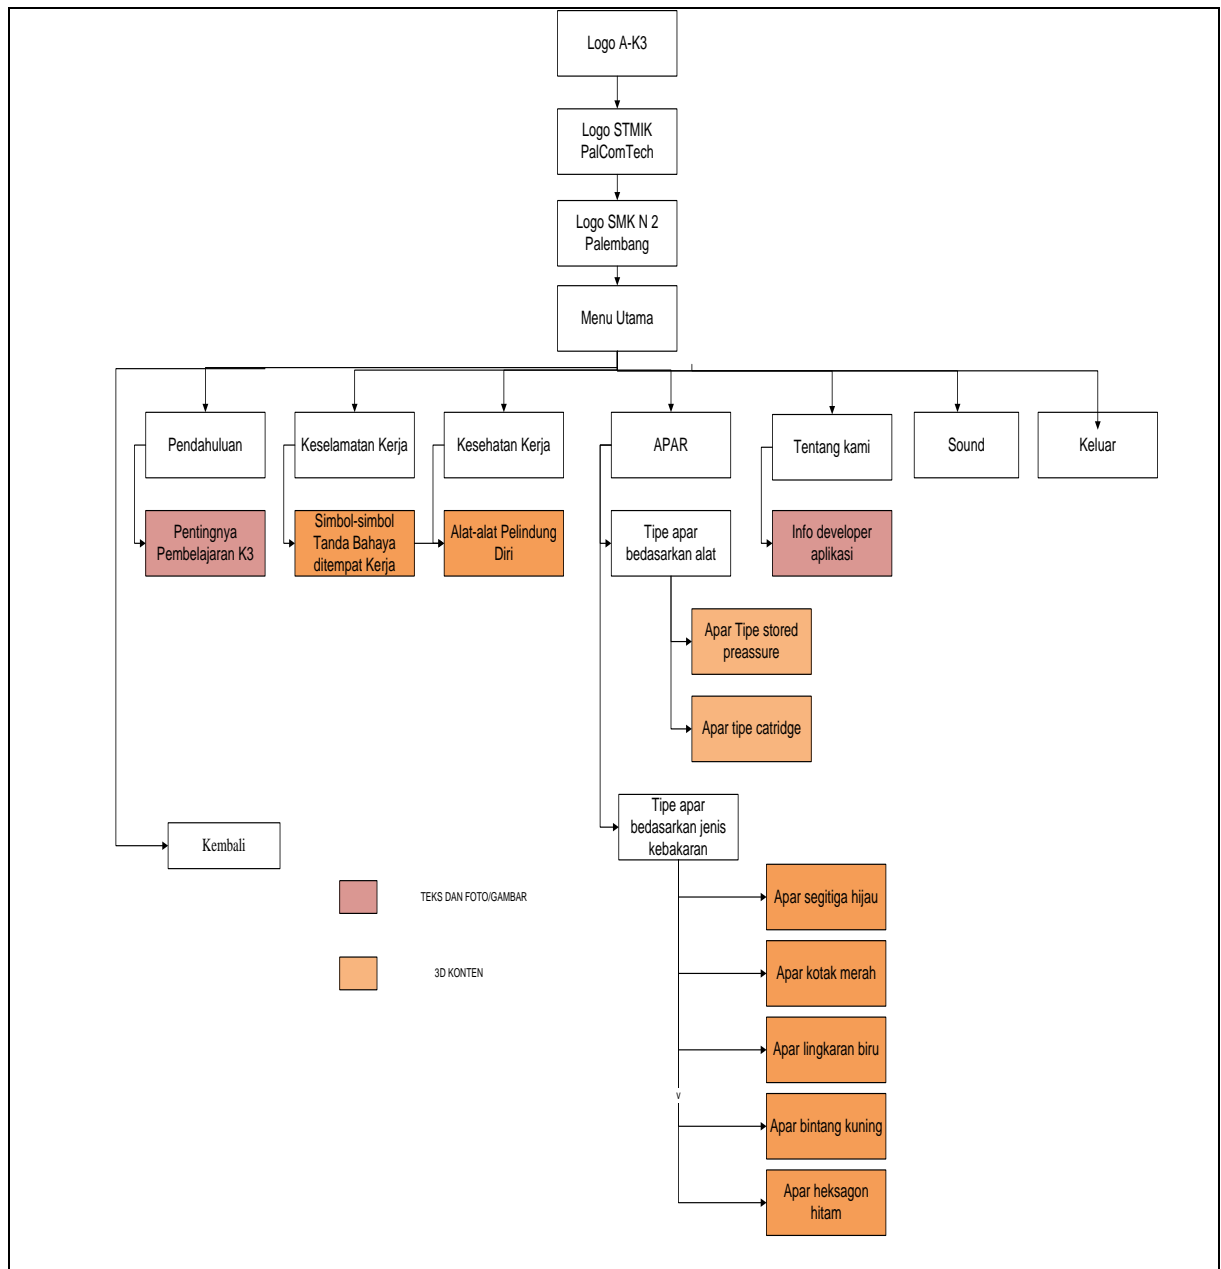 Logo A-K3
Logo STMIK
PalComTech
Logo SMK N 2
Palembang
Menu Utama
Pendahuluan
Keselamatan Kerja
Kesehatan Kerja
APAR
Tentang kami
Sound
Keluar
Pentingnya
Pembelajaran K3
Simbol-simbol
Tanda Bahaya
ditempat Kerja
Alat-alat Pelindung
Diri
Tipe apar
bedasarkan alat
Info developer
aplikasi
Apar Tipe stored
preassure
Apar tipe catridge
Tipe apar
bedasarkan jenis
kebakaran
Kembali
Apar segitiga hijau
TEKS DAN FOTO/GAMBAR
Apar kotak merah
3D KONTEN
Apar lingkaran biru
v
Apar bintang kuning
Apar heksagon
hitam